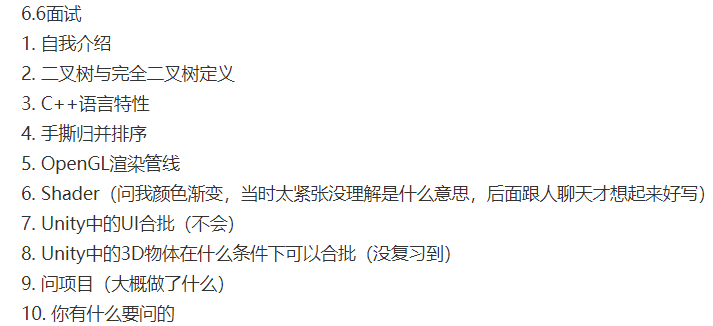 6.6面试
1. 自我介绍
2. 二叉树与完全二叉树定义
3. C++语言特性
4. 手撕归并排序
5. OpenGL渲染管线
6. Shader（问我颜色渐变，当时太紧张没理解是什么意思，后面跟人聊天才想起来好写）
7. Unity中的UI合批（不会）
8. Unity中的3D物体在什么条件下可以合批（没复习到）
9. 问项目（大概做了什么）
10. 你有什么要问的